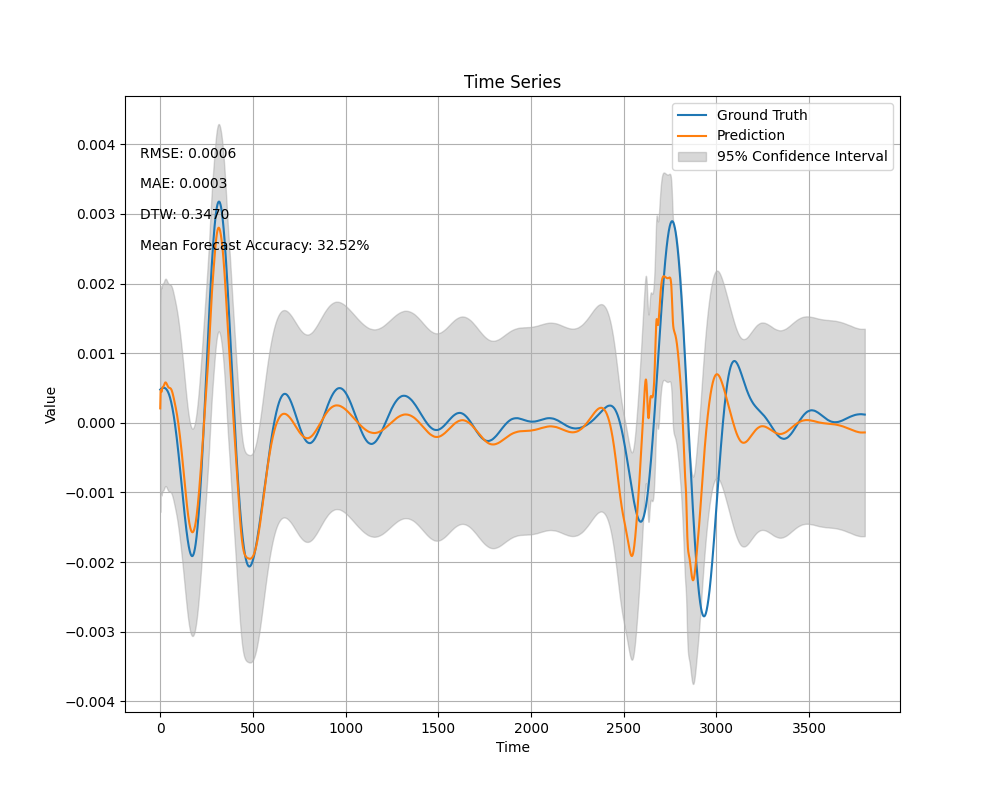 Time Series
Ground Truth
Prediction
95% Confidence Interval
RMSE: 0.0006
MAE: 0.0003
DTW: 0.3470
Mean Forecast Accuracy: 32.52%
0.004
0.003
0.002
0.001
0.000
−0.001
−0.002
−0.003
−0.004
Value
0 500 1000 1500 2000 2500 3000 3500
Time